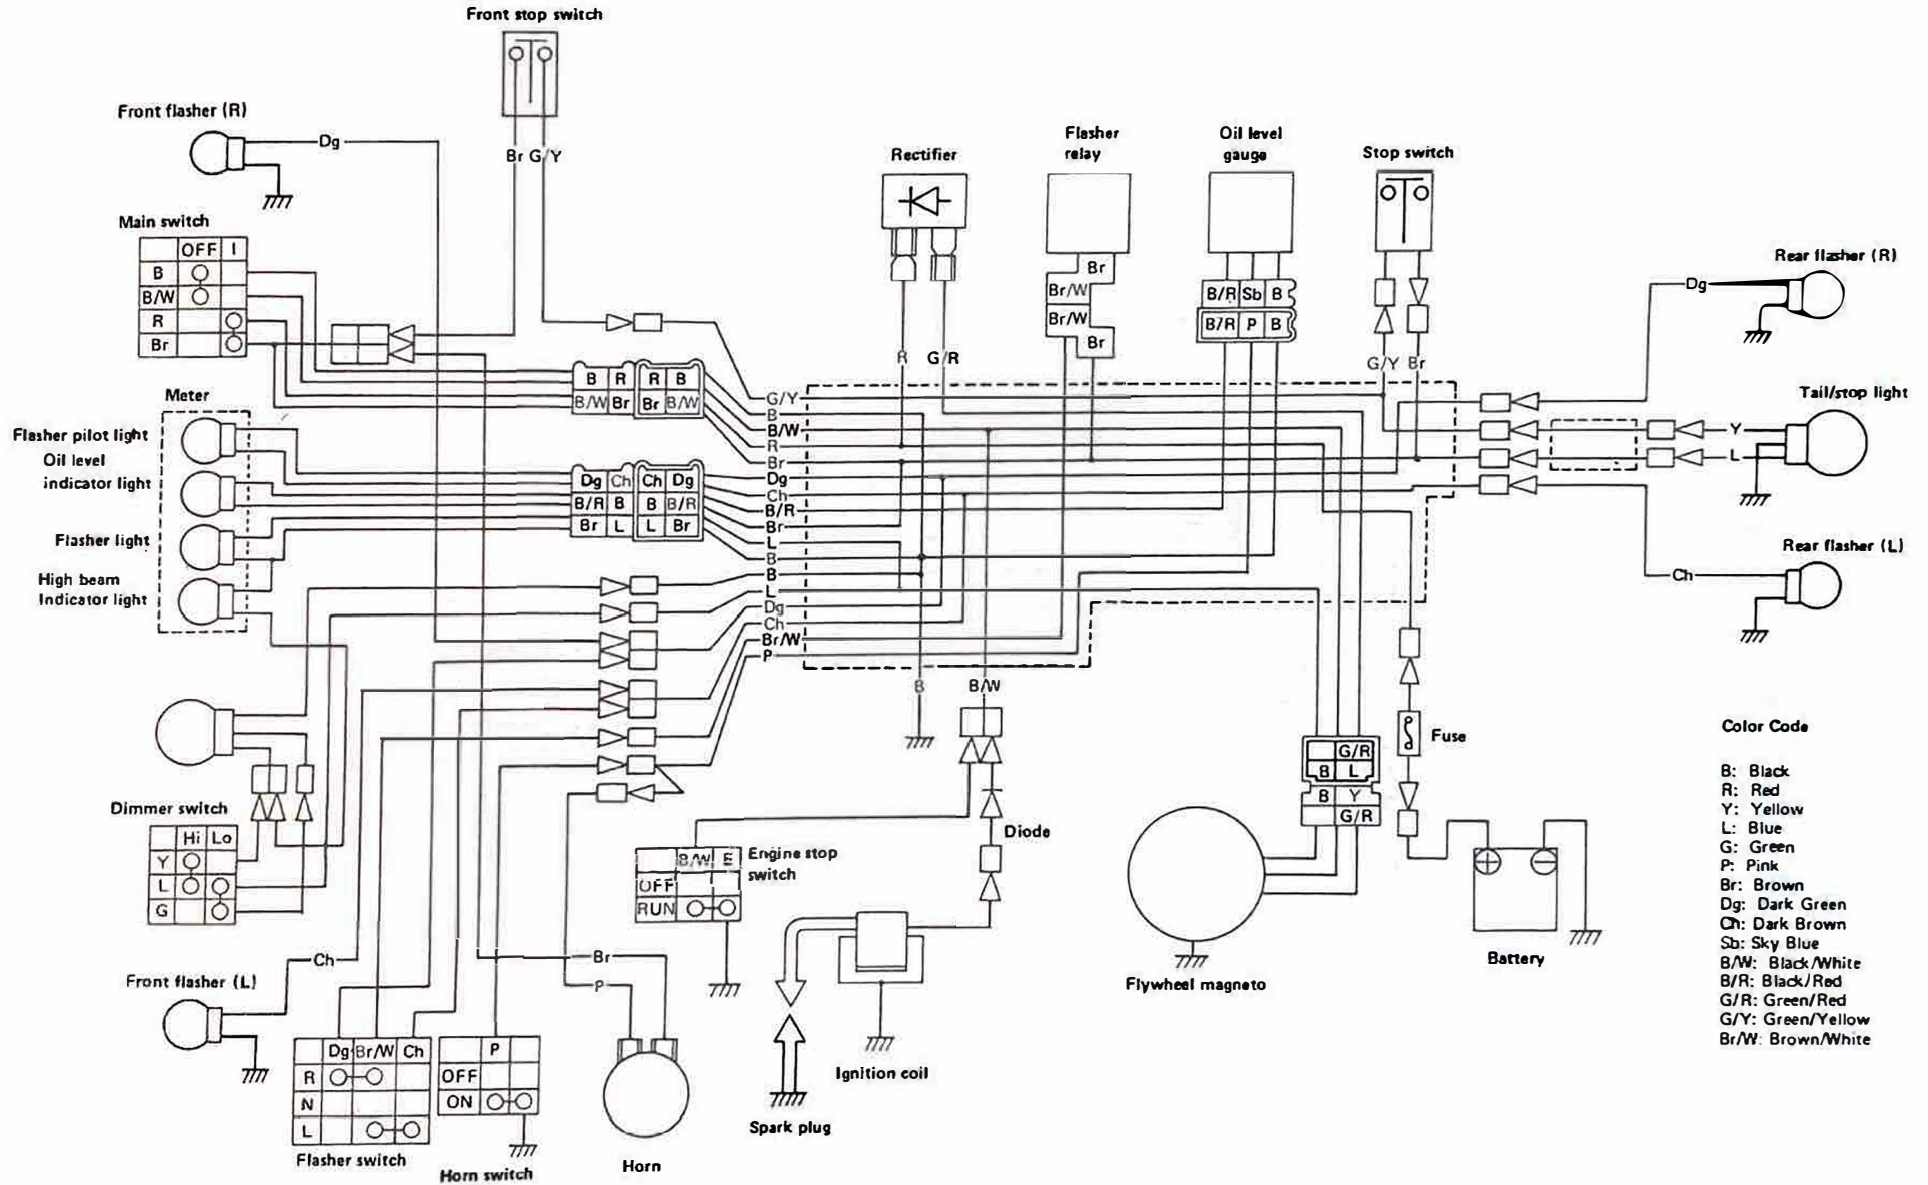 Front stop switch
Br G/Y
Front flasher (R)
Dg
Main switch
OFF I
B
B/W
R
Br
Meter
Flasher pilot light
Oil level
indicator light
Flasher light
High beam
Indicator light
Dimmer switch
Hi Lo
Y
L
G
Front flasher (L)
Ch
Dg Br/W Ch
R
N
L
Flasher switch
P
OFF
ON
Horn switch
Br
P
Horn
B R R B
B/W Br Br B/W
Dg Ch Ch Dg
B/R B B B/R
Br L L Br
G/Y
B
B/W
R
Br
Dg
Ch
B/R
Br
L
B
B
L
Dg
Ch
Br/W
P
Rectifier
R G/R
Flasher
relay
Br
Br/W
Br/W
Br
Oil level
gauge
B/R Sb B
B/R P B
Stop switch
G/Y Br
B
B/W
B/W E
OFF
RUN
Engine stop
switch
Diode
Ignition coil
Spark plug
G/R
B L
B Y
G/R
Flywheel magneto
Fuse
Battery
Rear flasher (R)
Dg
Tail/stop light
Y
L
Rear flasher (L)
Ch
Color Code
B: Black
R: Red
Y: Yellow
L: Blue
G: Green
P: Pink
Br: Brown
Dg: Dark Green
Ch: Dark Brown
Sb: Sky Blue
B/W: Black/White
B/R: Black/Red
G/R: Green/Red
G/Y: Green/Yellow
Br/W: Brown/White